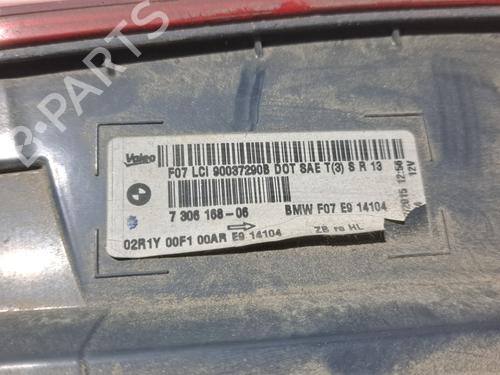 B-PARTS
Valeo
F07 LCI 90037290B DOT SAE T(3) S R 13
7 306 168-06 BMW F07 E9 14104
02R1Y 00F1 00AR E9 14104
ZB re HL
2015 12:56
12V